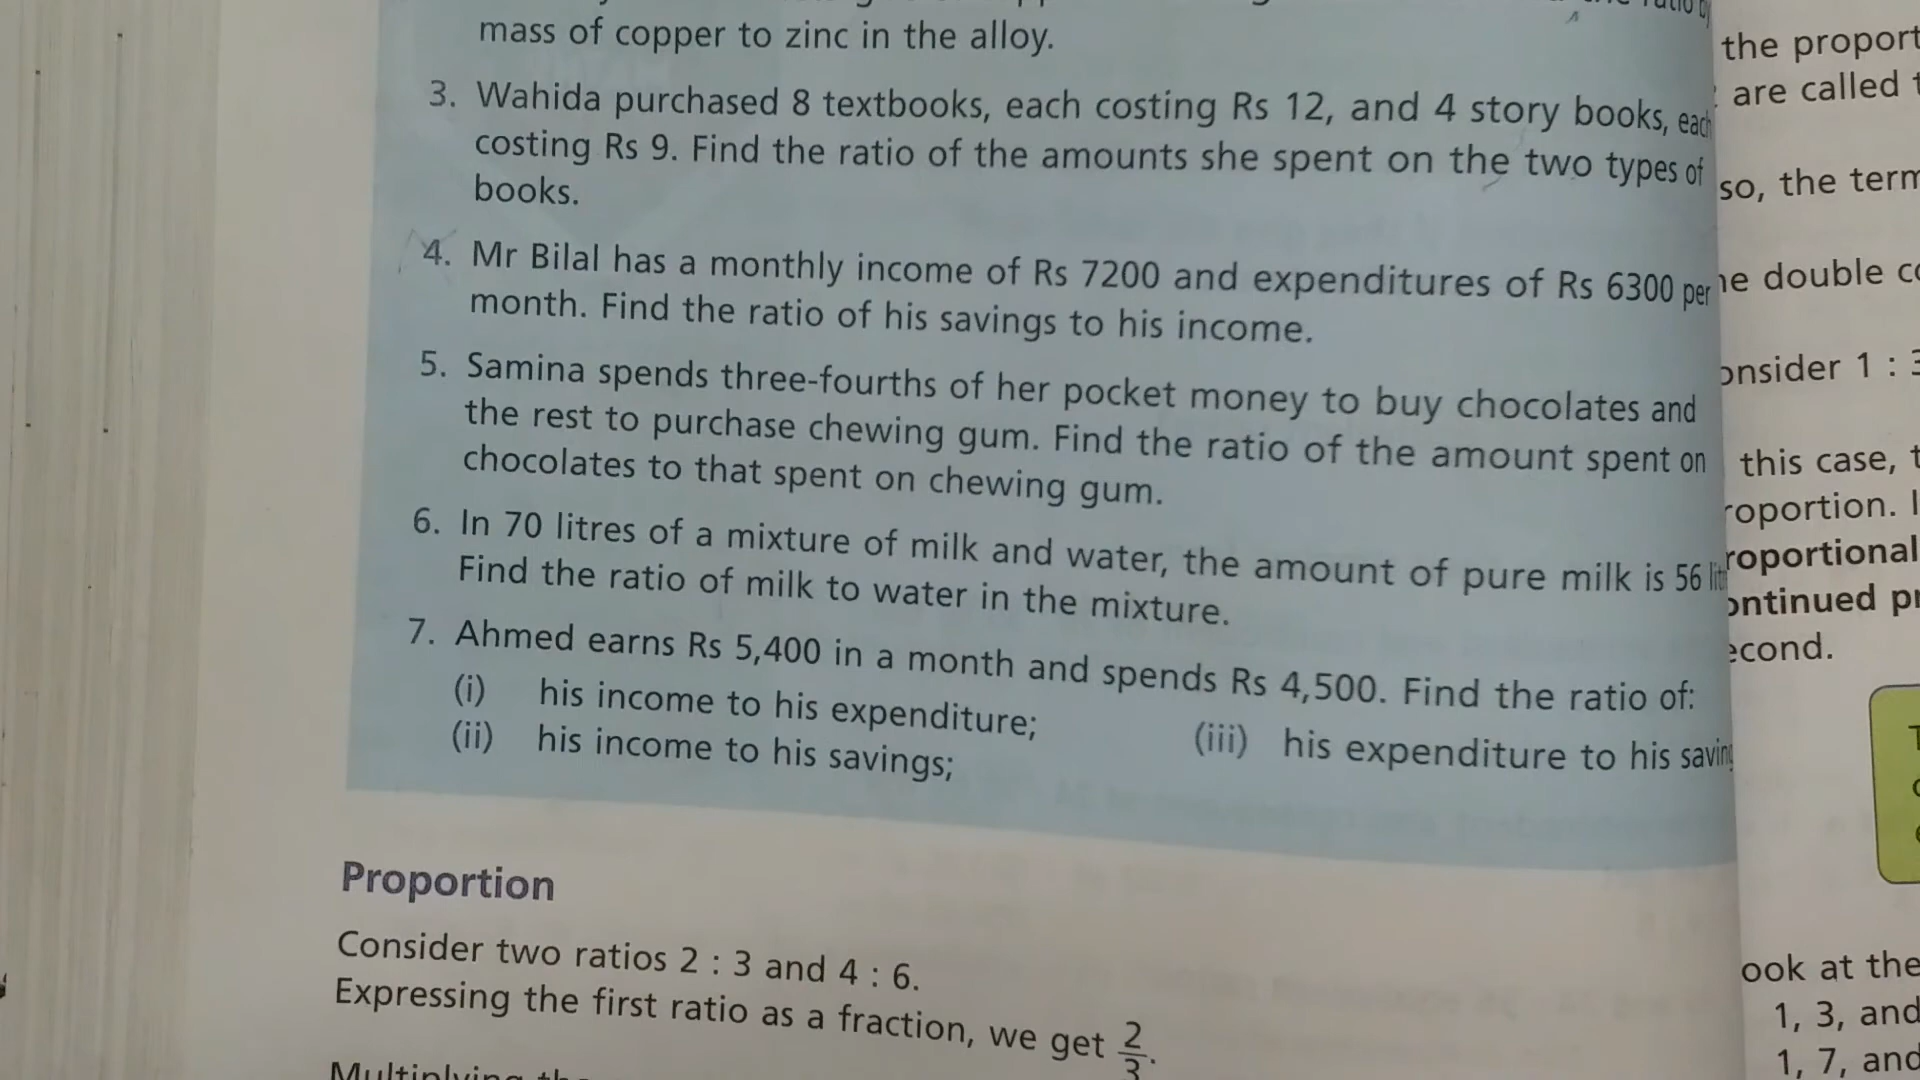 mass of copper to zinc in the alloy.
3. Wahida purchased 8 textbooks, each costing Rs 12, and 4 story books, each
costing Rs 9. Find the ratio of the amounts she spent on the two types of
books.
4. Mr Bilal has a monthly income of Rs 7200 and expenditures of Rs 6300 per
month. Find the ratio of his savings to his income.
5. Samina spends three-fourths of her pocket money to buy chocolates and
the rest to purchase chewing gum. Find the ratio of the amount spent on
chocolates to that spent on chewing gum.
6. In 70 litres of a mixture of milk and water, the amount of pure milk is 56
Find the ratio of milk to water in the mixture.
7. Ahmed earns Rs 5,400 in a month and spends Rs 4,500. Find the ratio of:
(i) his income to his expenditure;
(ii) his income to his savings;
(iii) his expenditure to his
Proportion
Consider two ratios 2 : 3 and 4 : 6.
Expressing the first ratio as a fraction, we get 2/3.
the
are called
so, the
double
1 :
this case,
cond.
ook at the
1, 3, and
1, 7, and